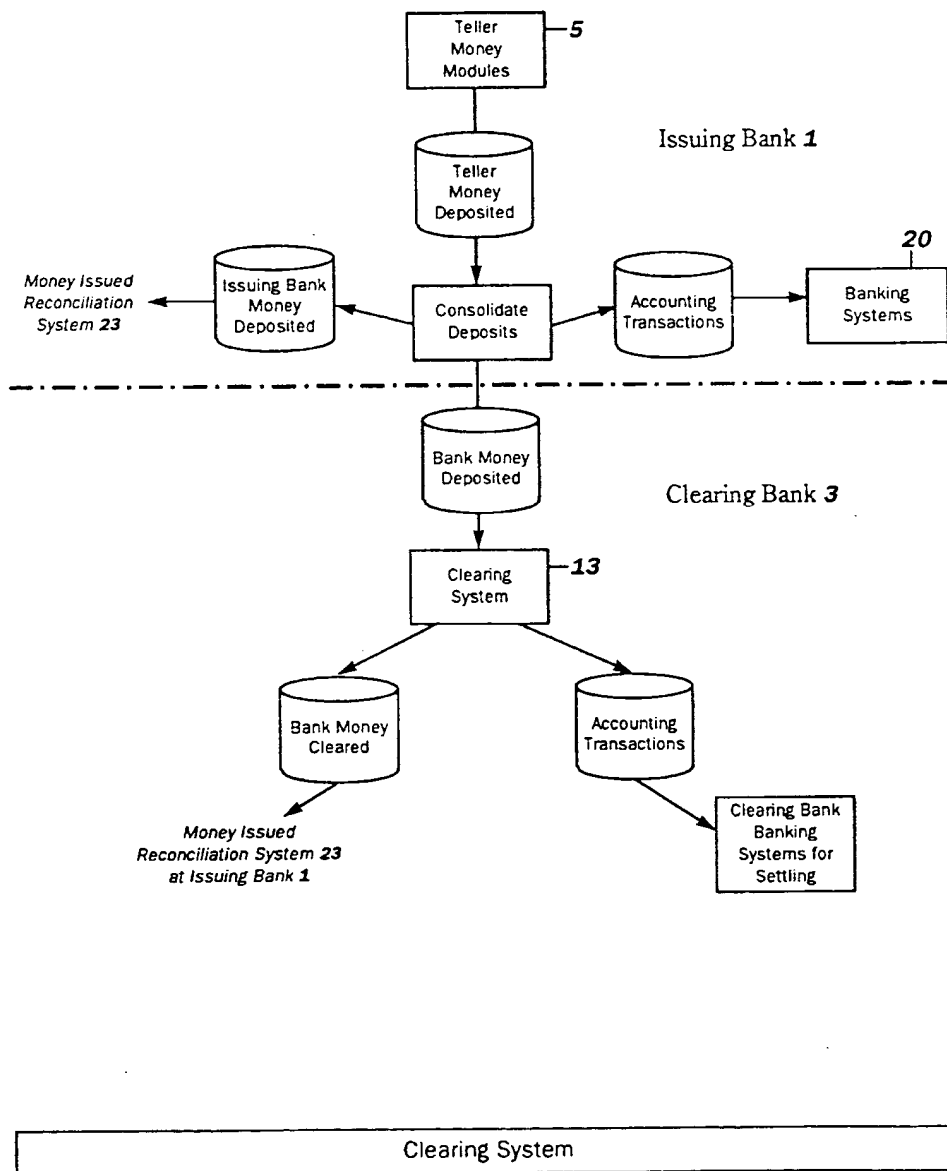 Teller
Money
Modules
5
Issuing Bank 1
Teller
Money
Deposited
20
Money Issued
Reconciliation
System 23
Issuing Bank
Money
Deposited
Consolidate
Deposits
Accounting
Transactions
Banking
Systems
Bank Money
Deposited
Clearing Bank 3
Clearing
System
13
Bank Money
Cleared
Accounting
Transactions
Money Issued
Reconciliation System 23
at Issuing Bank 1
Clearing Bank
Banking
Systems for
Settling
Clearing System